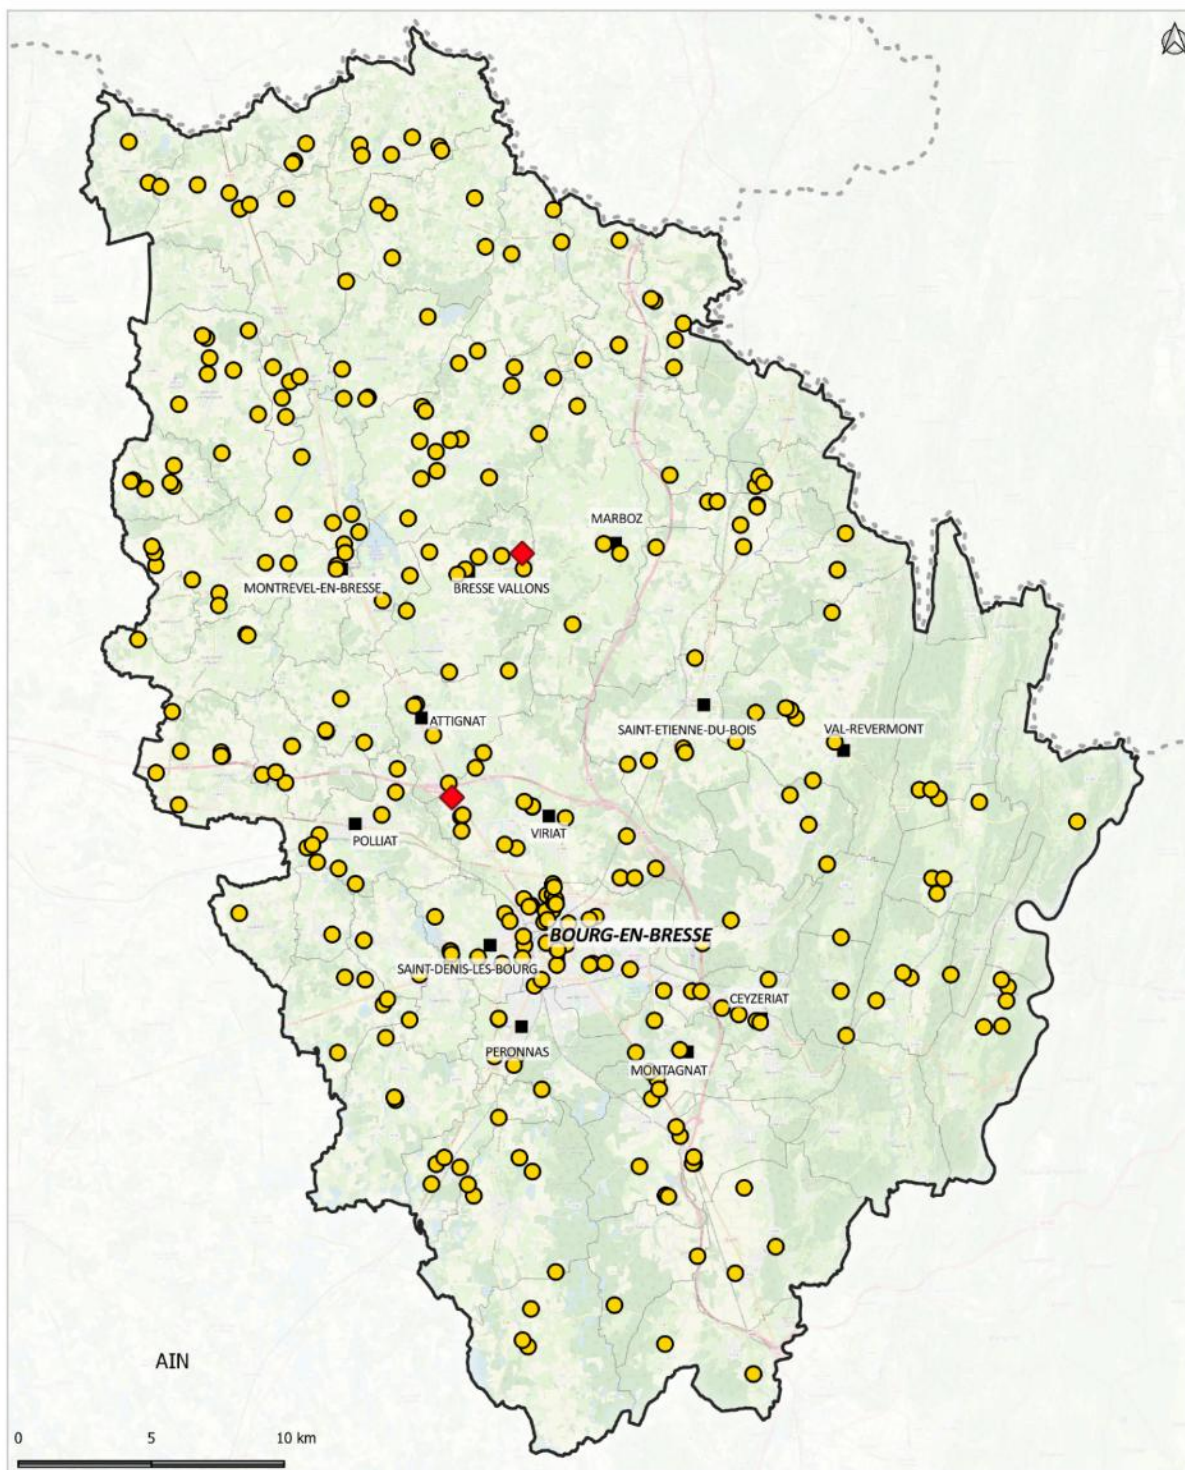 MARBOZ
MONTREVEL-EN-BRESSE
BRESSE VALLONS
ATTIGNAT
SAINT-ETIENNE-DU-BOIS
VAL-REVERMONT
VIRIAT
POLLIAT
BOURG-EN-BRESSE
SAINT-DENIS-LES-BOURG
CEYZERIAT
PERONNAS
MONTAGNAT
AIN
0 5 10 km